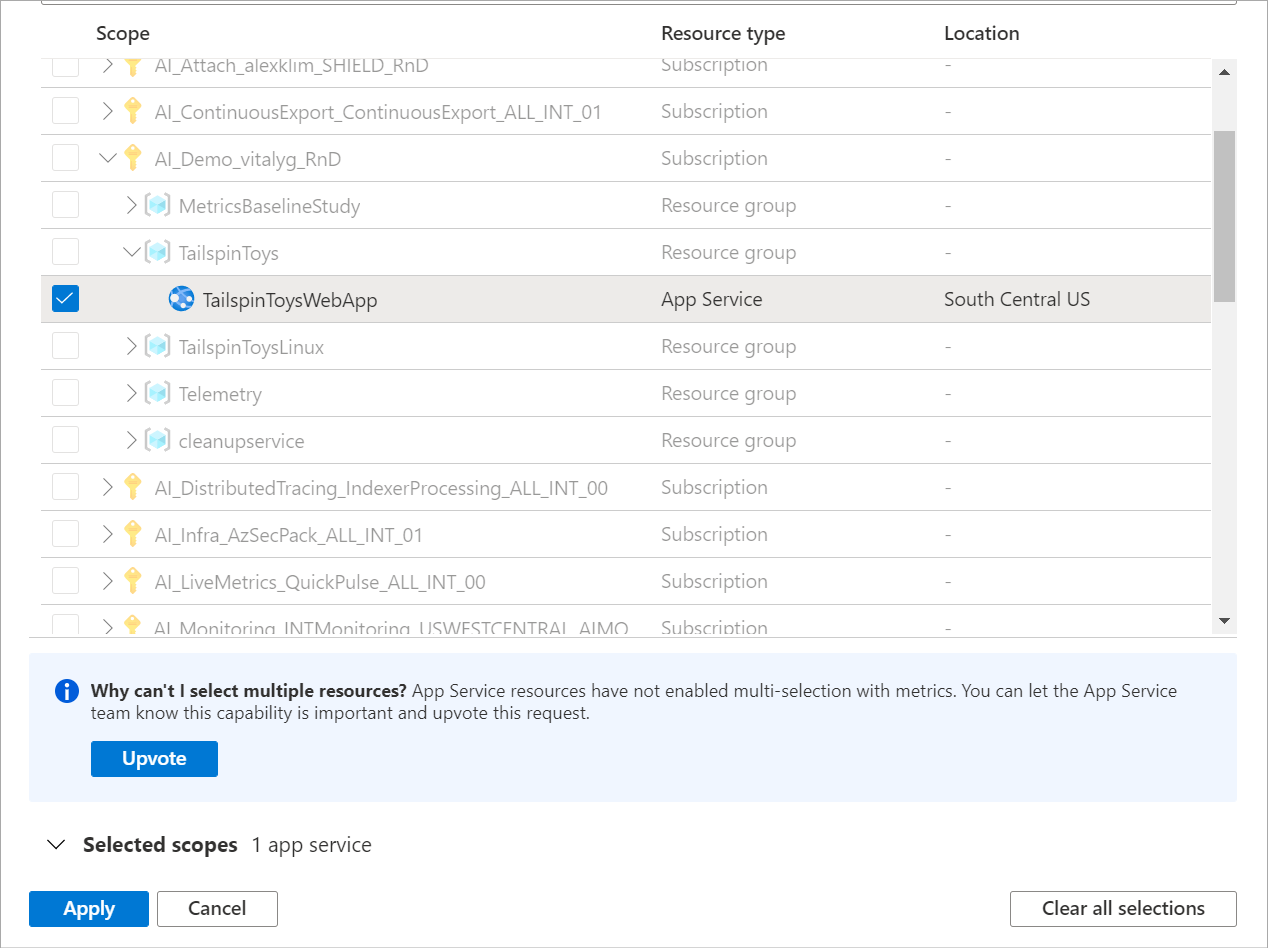 Scope Resource type Location
AI_Attach_alexklim_SHIELD_RnD Subscription -
AI_ContinuousExport_ContinuousExport_ALL_INT_01 Subscription -
AI_Demo_vitalyg_RnD Subscription -
MetricsBaselineStudy Resource group -
TailspinToys Resource group -
TailspinToysWebApp App Service South Central US
TailspinToysLinux Resource group -
Telemetry Resource group -
cleanupservice Resource group -
AI_DistributedTracing_IndexerProcessing_ALL_INT_00 Subscription -
AI_Infra_AzSecPack_ALL_INT_01 Subscription -
AI_LiveMetrics_QuickPulse_ALL_INT_00 Subscription -
AI_Monitoring_INTMonitoring_USWESTCENTRAL_AIMO Subscription -
Why can't I select multiple resources? App Service resources have not enabled multi-selection with metrics. You can let the App Service
team know this capability is important and upvote this request.
Upvote
Selected scopes 1 app service
Apply Cancel Clear all selections